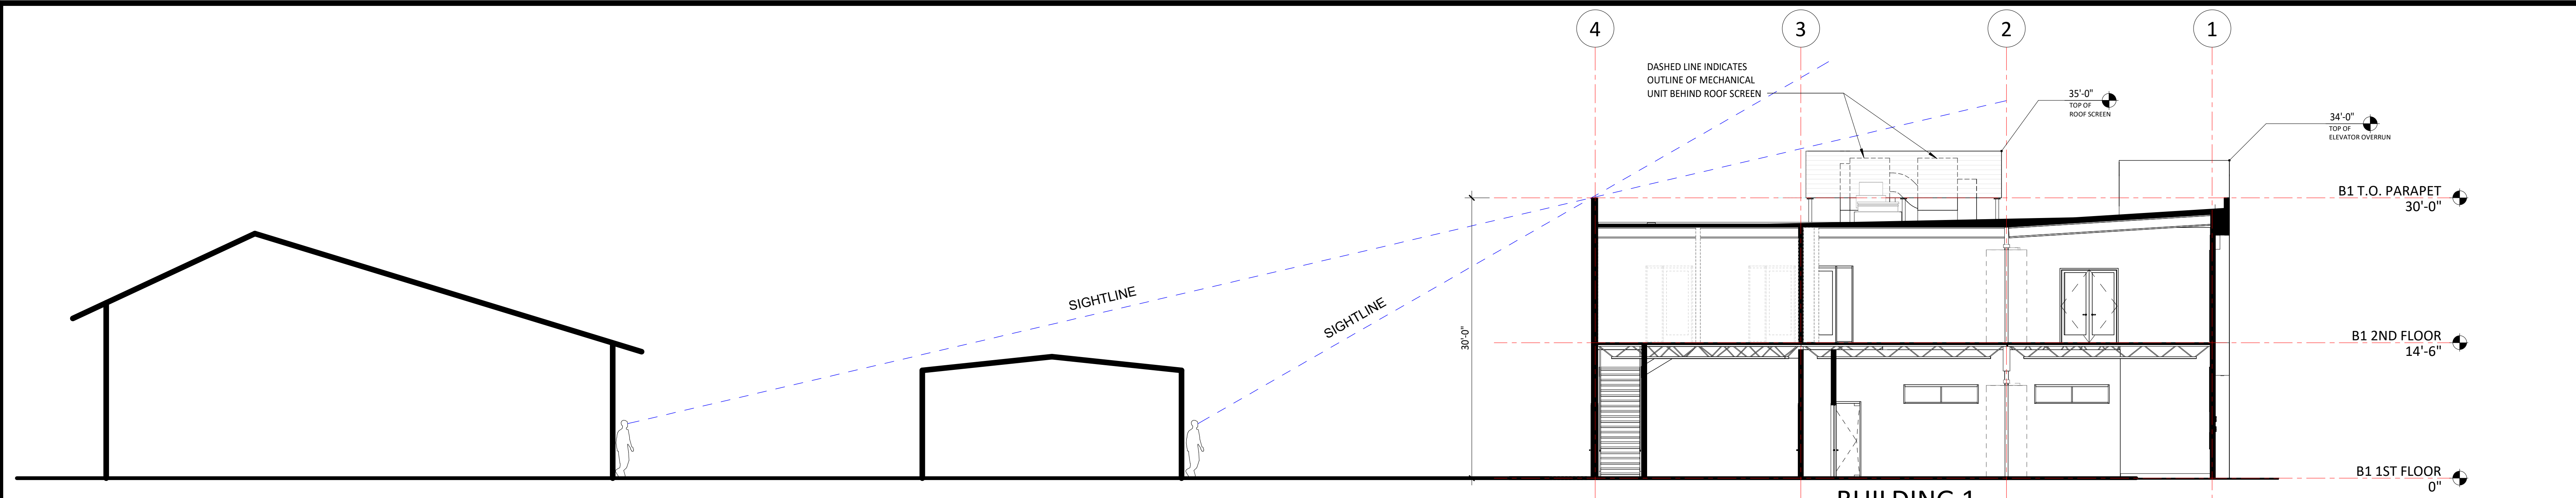 4
3
2
1
DASHED LINE INDICATES
OUTLINE OF MECHANICAL
UNIT BEHIND ROOF SCREEN
35'-0"
TOP OF
ROOF SCREEN
34'-0"
TOP OF
ELEVATOR OVERRUN
B1 T.O. PARAPET
30'-0"
SIGHTLINE
SIGHTLINE
30'-0"
B1 2ND FLOOR
14'-6"
B1 1ST FLOOR
0"
BUILDING 1